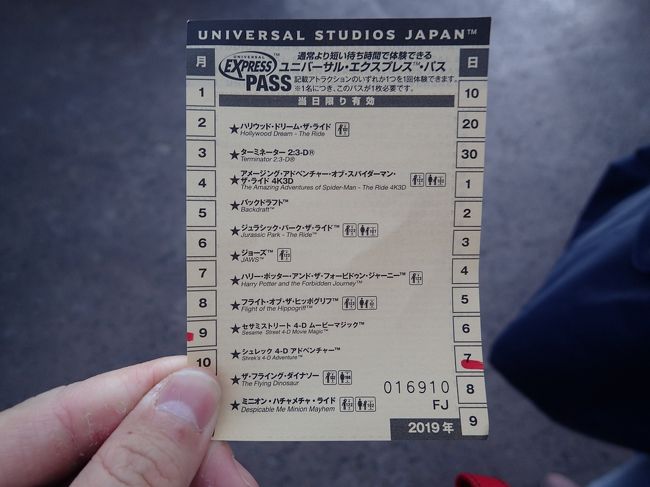 UNIVERSAL STUDIOS JAPAN™
月
1
2
3
4
5
6
7
8
9
10
UNIVERSAL
EXPRESS™
PASS
通常より短い待ち時間で体験できる
ユニバーサル・エクスプレス™・パス
記載アトラクションのいずれか1つを1回体験できます。
※1名につき、このパスが1枚必要です。
当日限り有効
★ハリウッド・ドリーム・ザ・ライド
Hollywood Dream - The Ride
★ターミネーター 2:3-D®
Terminator 2:3-D®
★アメージング・アドベンチャー・オブ・スパイダーマン・
ザ・ライド 4K3D
The Amazing Adventures of Spider-Man - The Ride 4K3D
★バックドラフト™
Backdraft™
★ジュラシック・パーク・ザ・ライド™
Jurassic Park - The Ride™
★ジョーズ™
JAWS™
★ハリー・ポッター・アンド・ザ・フォービドゥン・ジャーニー™
Harry Potter and the Forbidden Journey™
★フライト・オブ・ザ・ヒッポグリフ™
Flight of the Hippogriff™
★セサミストリート 4-D ムービーマジック™
Sesame Street 4-D Movie Magic™
★シュレック 4-D アドベンチャー™
Shrek's 4-D Adventure™
★ザ・フライング・ダイナソー
The Flying Dinosaur
★ミニオン・ハチャメチャ・ライド
Despicable Me Minion Mayhem
016910
FJ
2019年
日
10
20
30
1
2
3
4
5
6
7
8
9